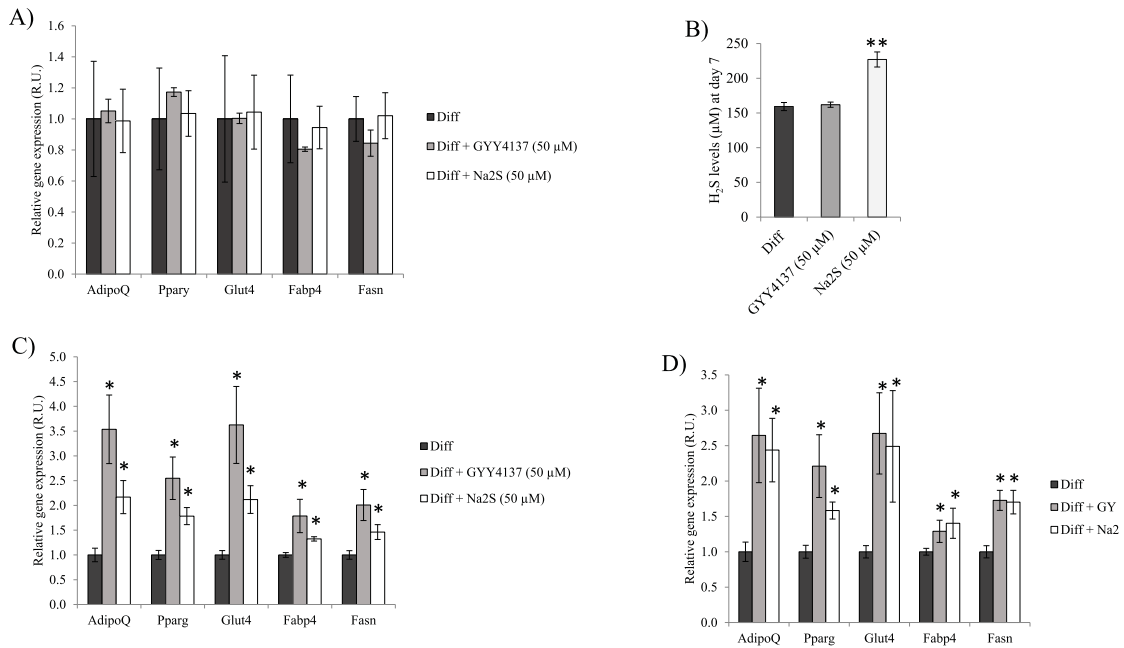 A)
Relative gene expression (R.U.)
1.6
1.4
1.2
1.0
0.8
0.6
0.4
0.2
0.0
AdipoQ Ppary Glut4 Fabp4 Fasn
Diff
Diff + GYY4137 (50 µM)
Diff + Na2S (50 µM)
B)
H₂S levels (µM) at day 7
250
200
150
100
50
0
**
Diff
GYY4137 (50 µM)
Na2S (50 µM)
C)
Relative gene expression (R.U.)
5.0
4.5
4.0
3.5
3.0
2.5
2.0
1.5
1.0
0.5
0.0
* * * * * * * * * *
AdipoQ Pparg Glut4 Fabp4 Fasn
Diff
Diff + GYY4137 (50 µM)
Diff + Na2S (50 µM)
D)
Relative gene expression (R.U.)
3.5
3.0
2.5
2.0
1.5
1.0
0.5
0.0
* * * * * * * * * *
AdipoQ Pparg Glut4 Fabp4 Fasn
Diff
Diff + GY
Diff + Na2